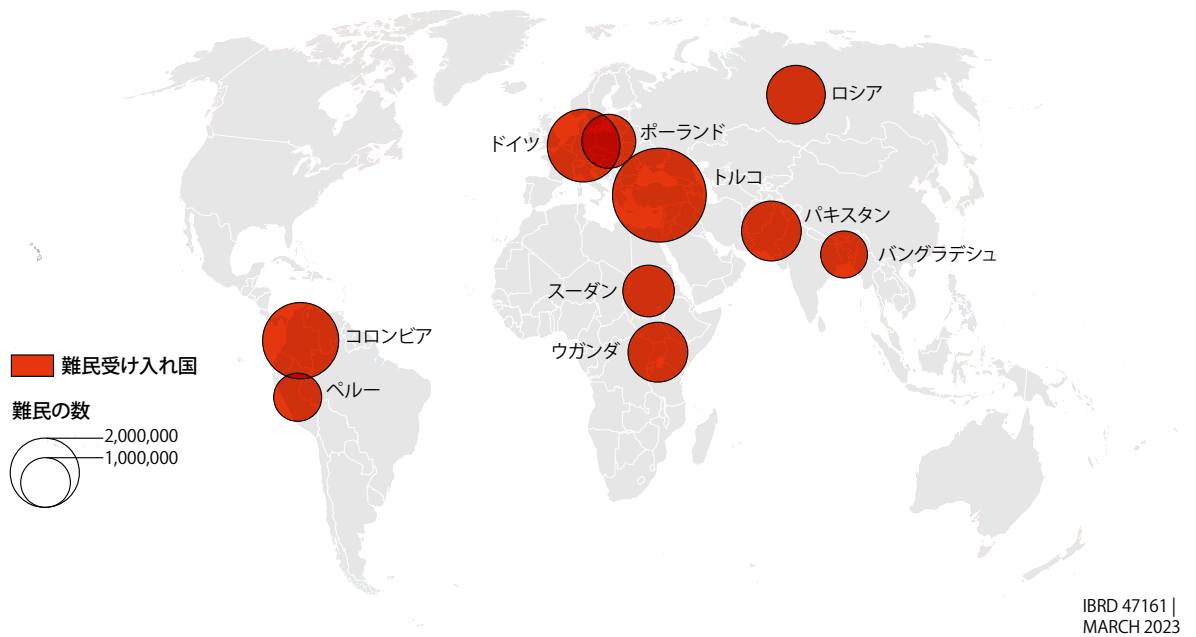 ロシア
ドイツ
ポーランド
トルコ
パキスタン
バングラデシュ
スーダン
ウガンダ
コロンビア
ペルー
難民受け入れ国
難民の数
2,000,000
1,000,000
IBRD 47161 |
MARCH 2023